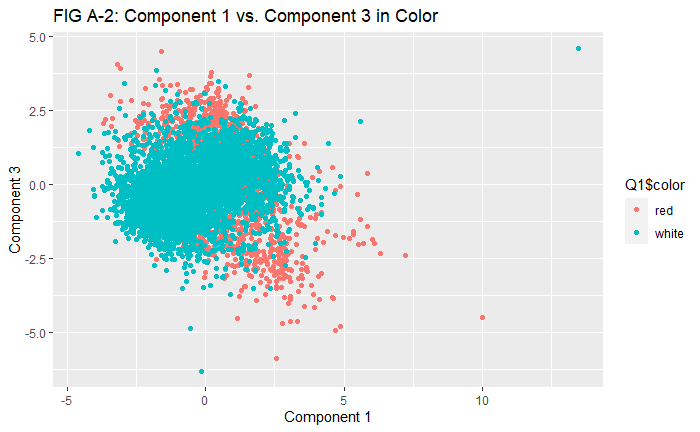 FIG A-2: Component 1 vs. Component 3 in Color
5.0
2.5
0.0
-2.5
-5.0
Component 3
-5
0
5
10
Component 1
Q1$color
red
white